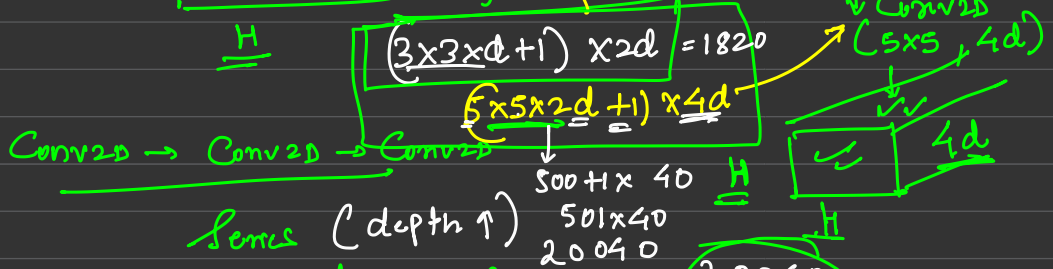 Conv2D
H
(3x3xd+1) x2d = 1820
(5x5, 4d)
(5x5x2d+1) x4d
Conv2D → Conv2D → Conv2D
4d
500+1x 40
H
Series (depth ↑)
501x40
H
20040